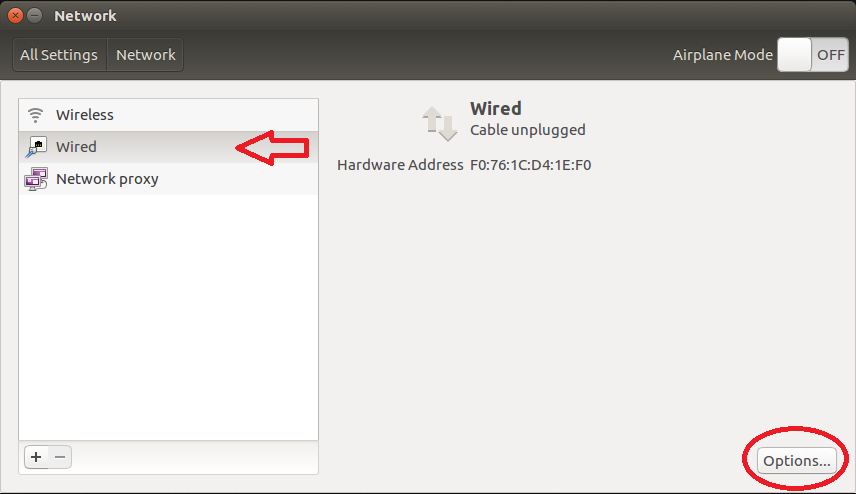 Network
All Settings Network Airplane Mode OFF
Wireless
Wired
Network proxy
Wired
Cable unplugged
Hardware Address F0:76:1C:D4:1E:F0
+ −
Options...